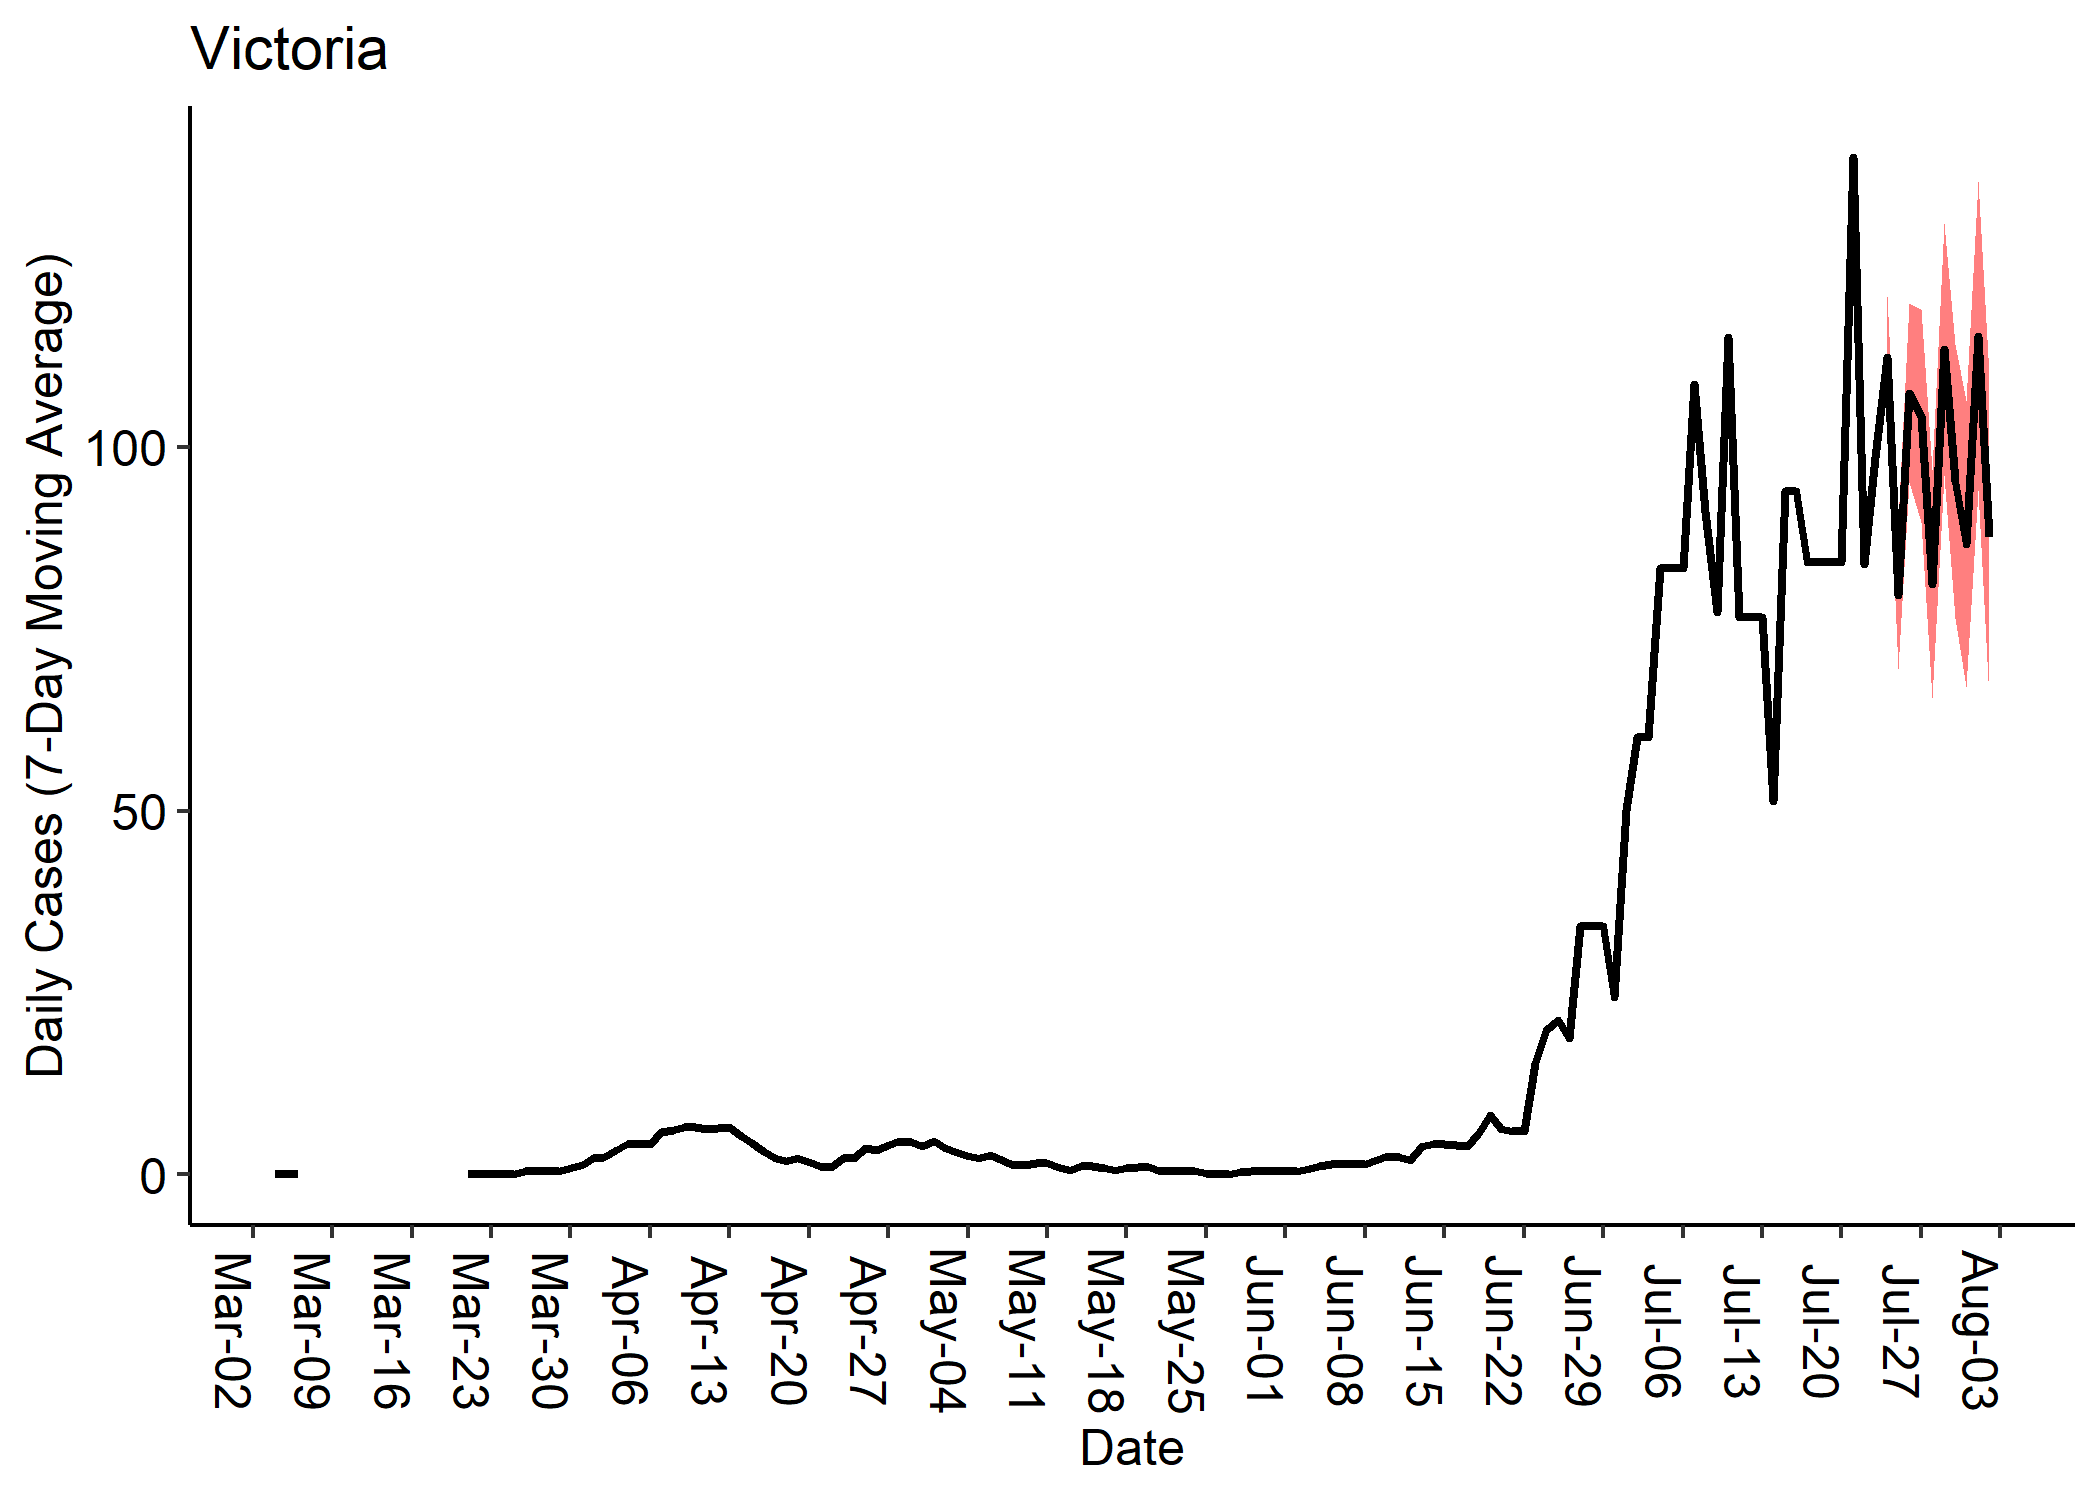 Victoria
Daily Cases (7-Day Moving Average)
100
50
0
Mar-02
Mar-09
Mar-16
Mar-23
Mar-30
Apr-06
Apr-13
Apr-20
Apr-27
May-04
May-11
May-18
May-25
Jun-01
Jun-08
Jun-15
Jun-22
Jun-29
Jul-06
Jul-13
Jul-20
Jul-27
Aug-03
Date